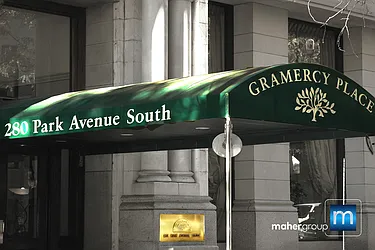 280 Park Avenue South
GRAMERCY PLACE
mahergroup
m